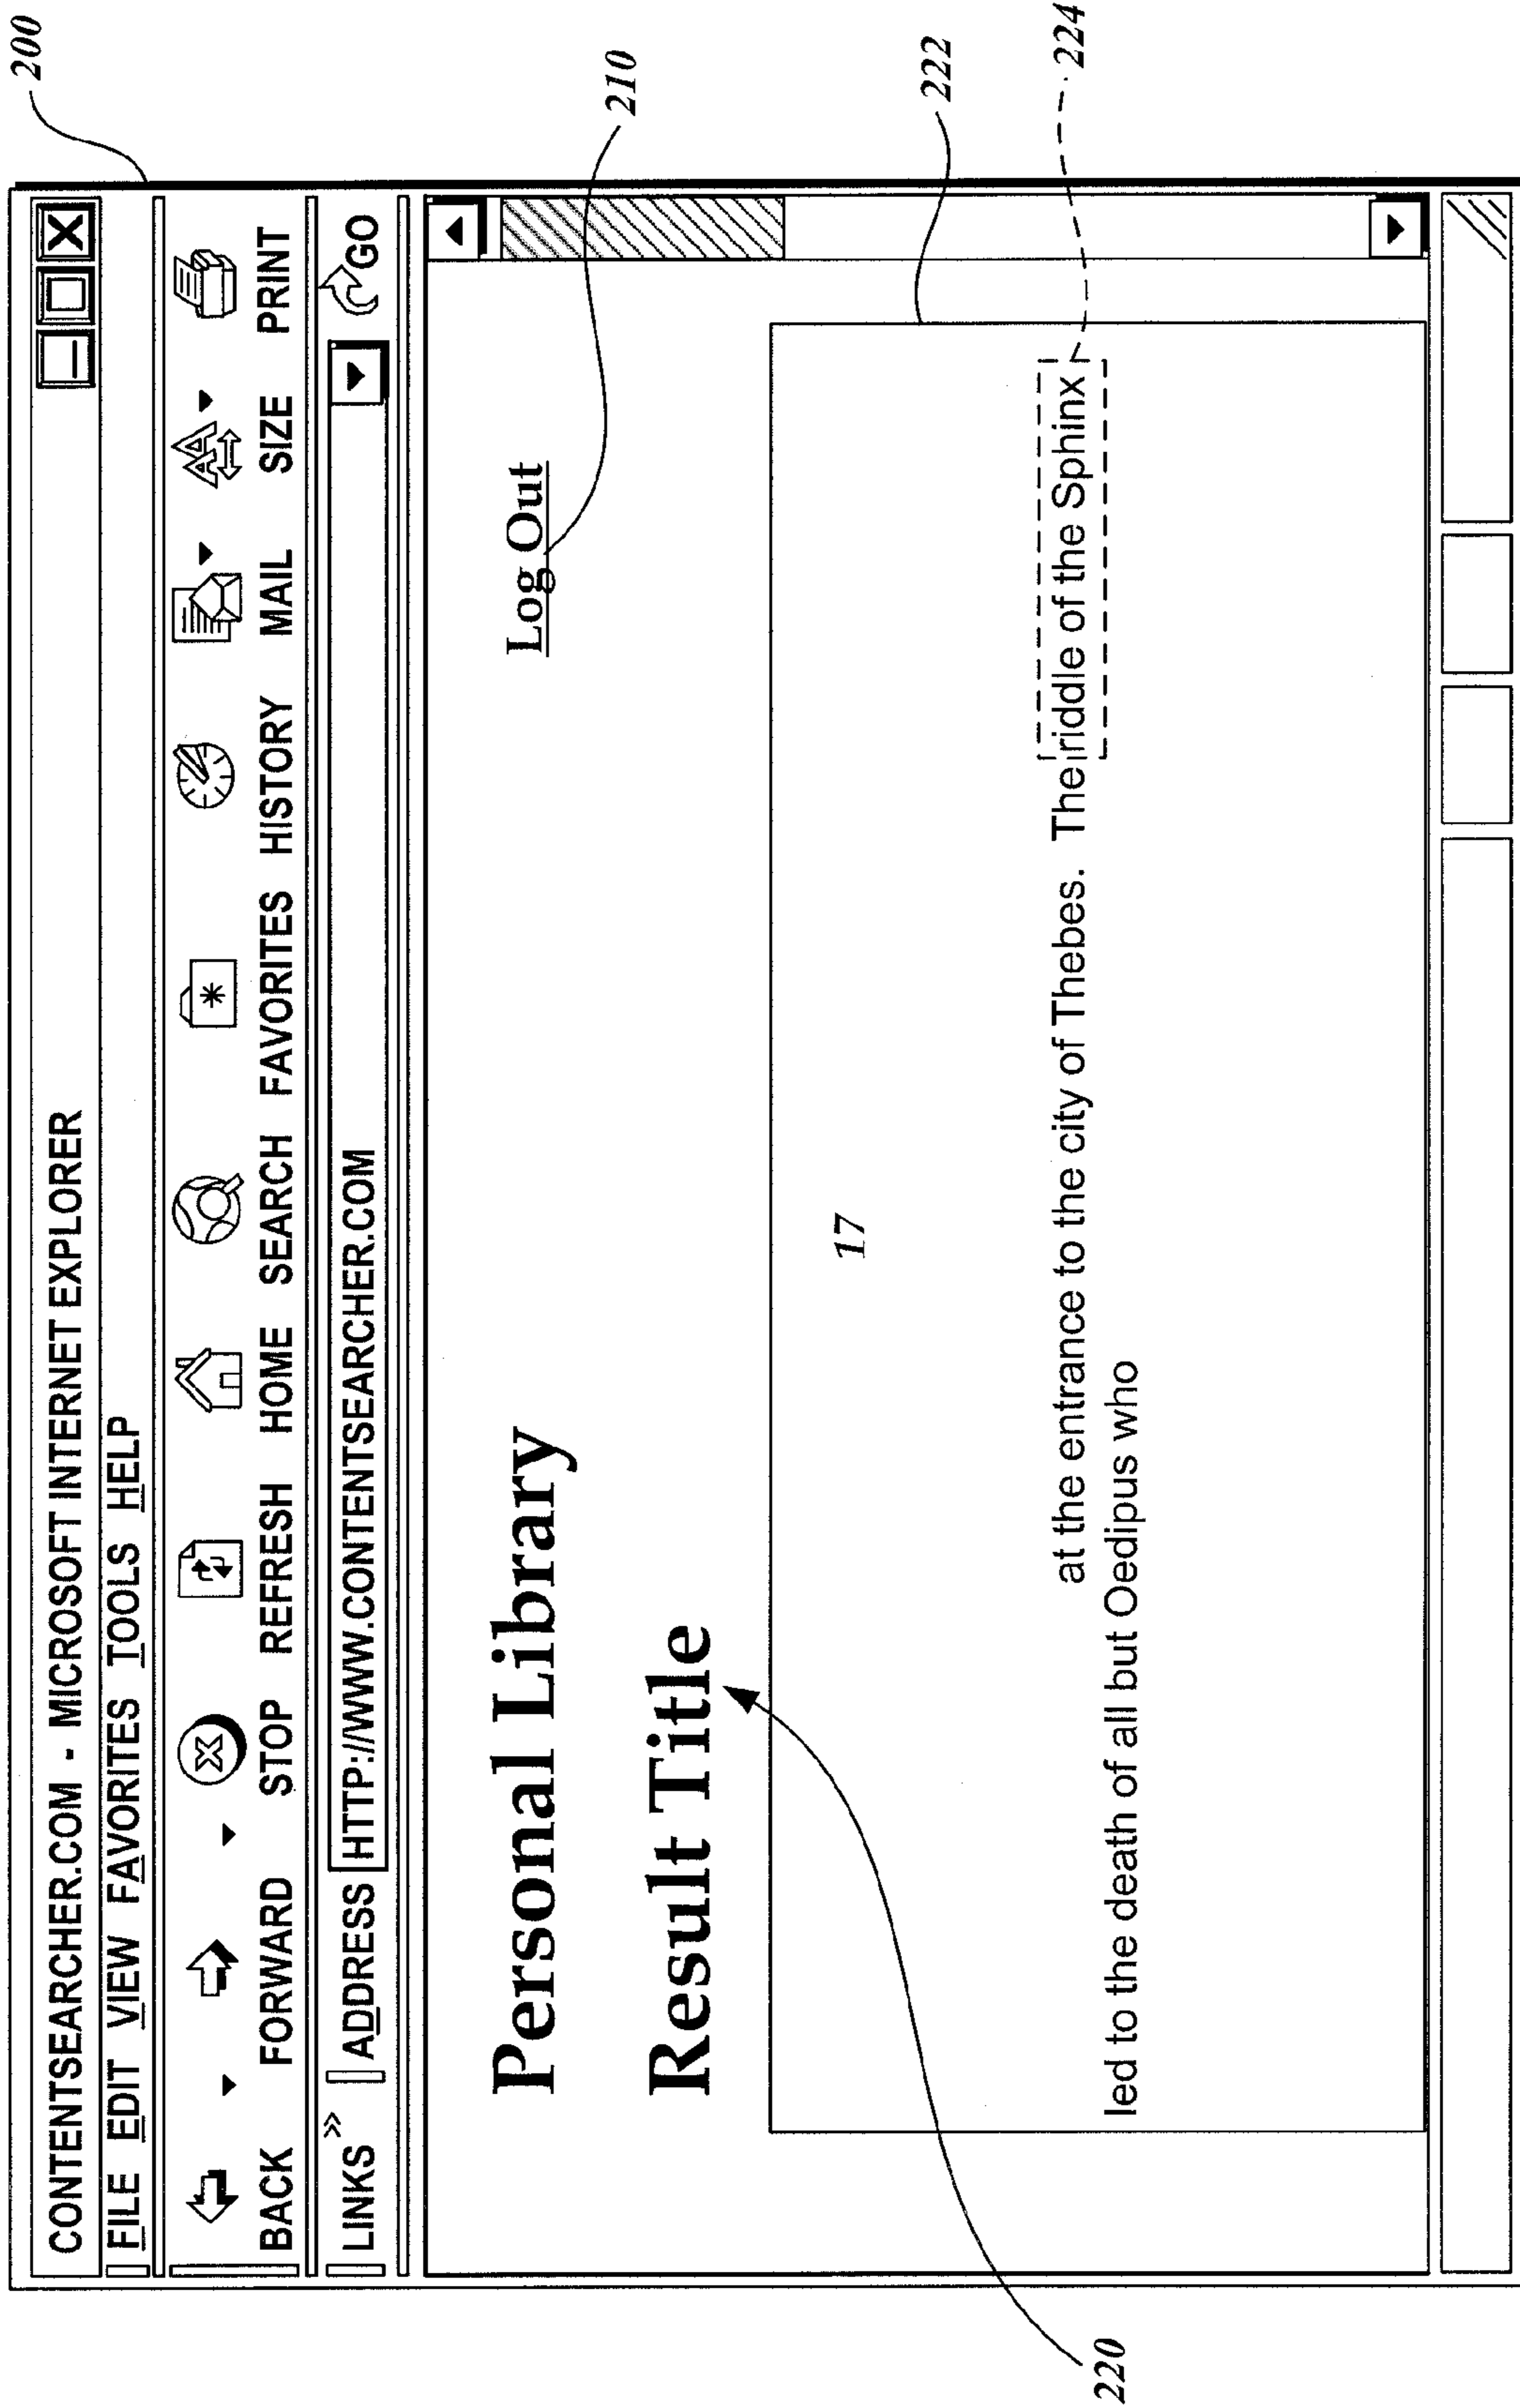 200
CONTENTSEARCHER.COM - MICROSOFT INTERNET EXPLORER
FILE EDIT VIEW FAVORITES TOOLS HELP
BACK FORWARD STOP REFRESH HOME SEARCH FAVORITES HISTORY MAIL SIZE PRINT
LINKS » ADDRESS HTTP://WWW.CONTENTSEARCHER.COM GO
Personal Library
Log Out
210
Result Title
17
222
at the entrance to the city of Thebes. The riddle of the Sphinx
224
led to the death of all but Oedipus who
220